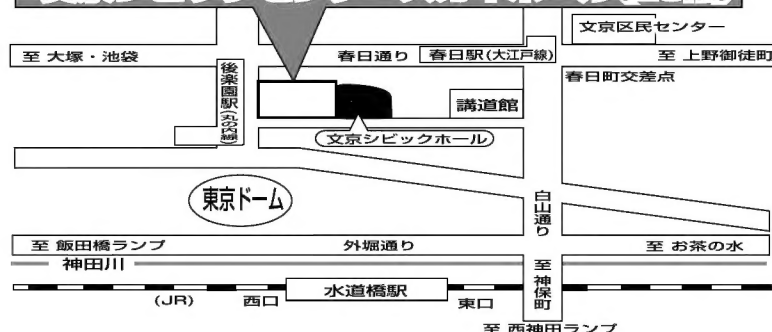 文京区民センター
至 大塚・池袋
春日通り
春日駅(大江戸線)
至 上野御徒町
春日町交差点
後楽園駅(丸の内線)
講道館
文京シビックホール
東京ドーム
白山通り
至 飯田橋ランプ
外堀通り
至 お茶の水
神田川
至 神保町
(JR)
西口
水道橋駅
東口
至 西神田ランプ